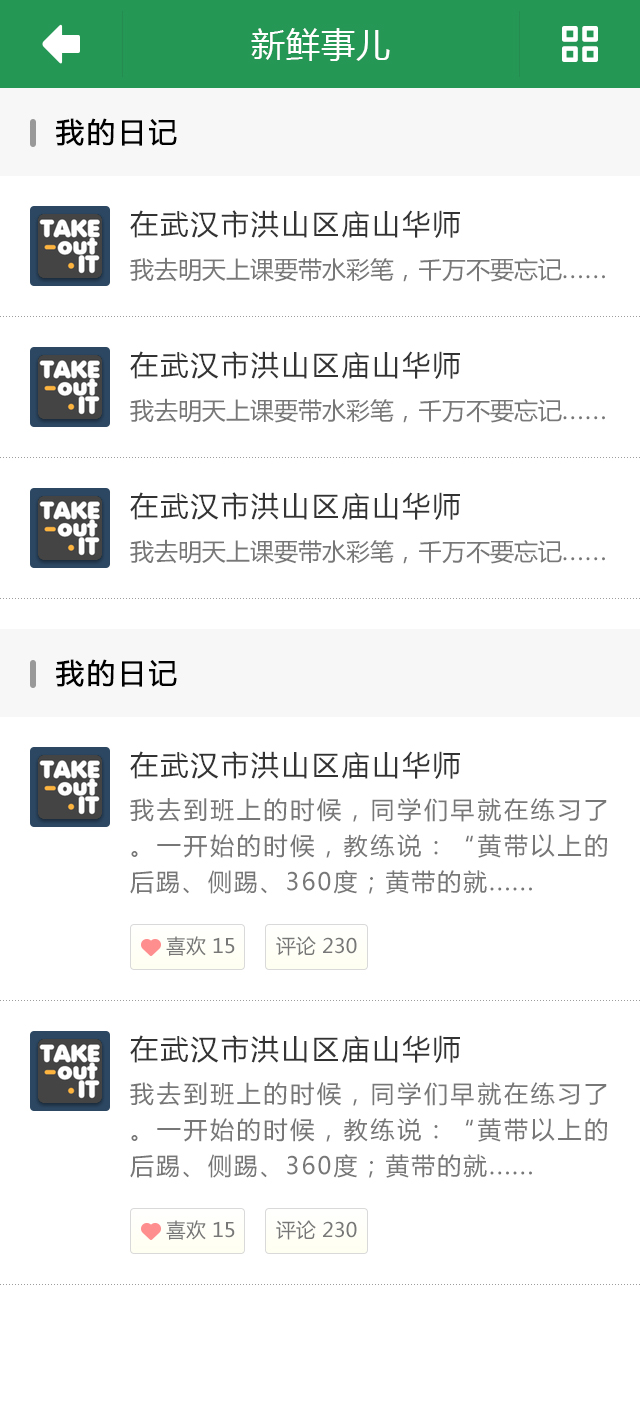 新鲜事儿
我的日记
TAKE
out
IT
在武汉市洪山区庙山华师
我去明天上课要带水彩笔，千万不要忘记......
TAKE
out
IT
在武汉市洪山区庙山华师
我去明天上课要带水彩笔，千万不要忘记......
TAKE
out
IT
在武汉市洪山区庙山华师
我去明天上课要带水彩笔，千万不要忘记......
我的日记
TAKE
out
IT
在武汉市洪山区庙山华师
我去到班上的时候，同学们早就在练习了
。一开始的时候，教练说：“黄带以上的
后踢、侧踢、360度；黄带的就......
喜欢 15
评论 230
TAKE
out
IT
在武汉市洪山区庙山华师
我去到班上的时候，同学们早就在练习了
。一开始的时候，教练说：“黄带以上的
后踢、侧踢、360度；黄带的就......
喜欢 15
评论 230